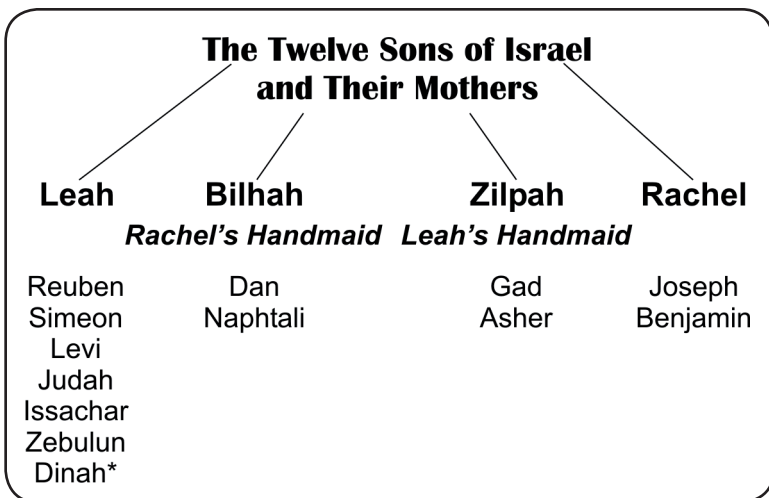 The Twelve Sons of Israel
and Their Mothers
Leah
Bilhah
Zilpah
Rachel
Rachel's Handmaid
Leah's Handmaid
Reuben
Simeon
Levi
Judah
Issachar
Zebulun
Dinah*
Dan
Naphtali
Gad
Asher
Joseph
Benjamin